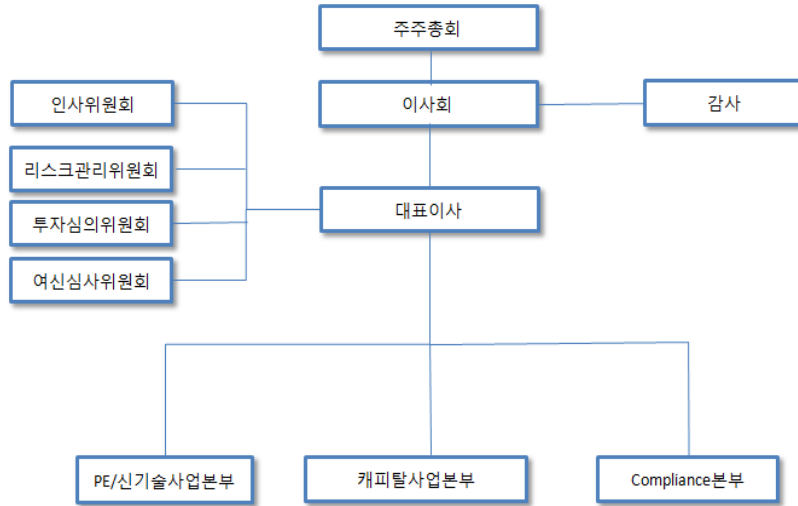 주주총회
인사위원회
이사회
감사
리스크관리위원회
대표이사
투자심의위원회
여신심사위원회
PE/신기술사업본부
캐피탈사업본부
Compliance본부